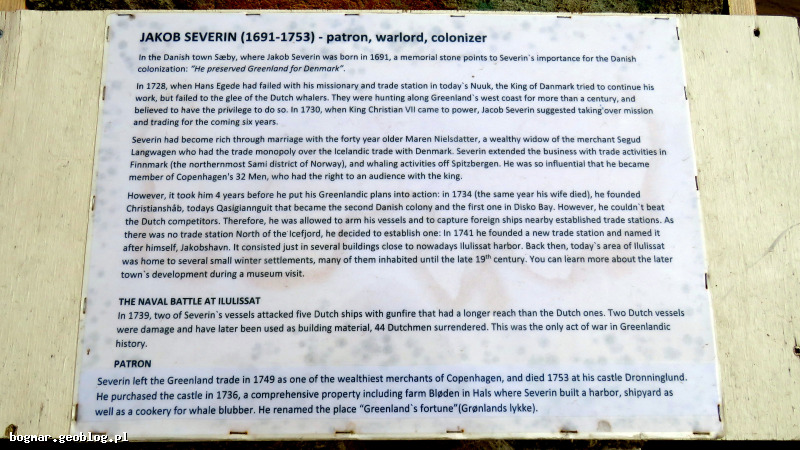 JAKOB SEVERIN (1691-1753) - patron, warlord, colonizer
In the Danish town Sæby, where Jakob Severin was born in 1691, a memorial stone points to Severin`s importance for the Danish
colonization: "He preserved Greenland for Denmark".
In 1728, when Hans Egede had failed with his missionary and trade station in today`s Nuuk, the King of Danmark tried to continue his
work, but failed to the glee of the Dutch whalers. They were hunting along Greenland`s west coast for more than a century, and
believed to have the privilege to do so. In 1730, when King Christian VII came to power, Jacob Severin suggested taking over mission
and trading for the coming six years.
Severin had become rich through marriage with the forty year older Maren Nielsdatter, a wealthy widow of the merchant Segud
Langwagen who had the trade monopoly over the Icelandic trade with Denmark. Severin extended the business with trade activities in
Finnmark (the northernmost Sami district of Norway), and whaling activities off Spitzbergen. He was so influential that he became
member of Copenhagen's 32 Men, who had the right to an audience with the king.
However, it took him 4 years before he put his Greenlandic plans into action: in 1734 (the same year his wife died), he founded
Christianshåb, todays Qasigiannguit that became the second Danish colony and the first one in Disko Bay. However, he couldn`t beat
the Dutch competitors. Therefore, he was allowed to arm his vessels and to capture foreign ships nearby established trade stations. As
there was no trade station North of the Icefjord, he decided to establish one: In 1741 he founded a new trade station and named it
after himself, Jakobshavn. It consisted just in several buildings close to nowadays Ilulissat harbor. Back then, today`s area of Ilulissat
was home to several small winter settlements, many of them inhabited until the late 19th century. You can learn more about the later
town`s development during a museum visit.
THE NAVAL BATTLE AT ILULISSAT
In 1739, two of Severin`s vessels attacked five Dutch ships with gunfire that had a longer reach than the Dutch ones. Two Dutch vessels
were damage and have later been used as building material, 44 Dutchmen surrendered. This was the only act of war in Greenlandic
history.
PATRON
Severin left the Greenland trade in 1749 as one of the wealthiest merchants of Copenhagen, and died 1753 at his castle Dronninglund.
He purchased the castle in 1736, a comprehensive property including farm Bløden in Hals where Severin built a harbor, shipyard as
well as a cookery for whale blubber. He renamed the place "Greenland`s fortune"(Grønlands lykke).
bogmar.geoblog.pl